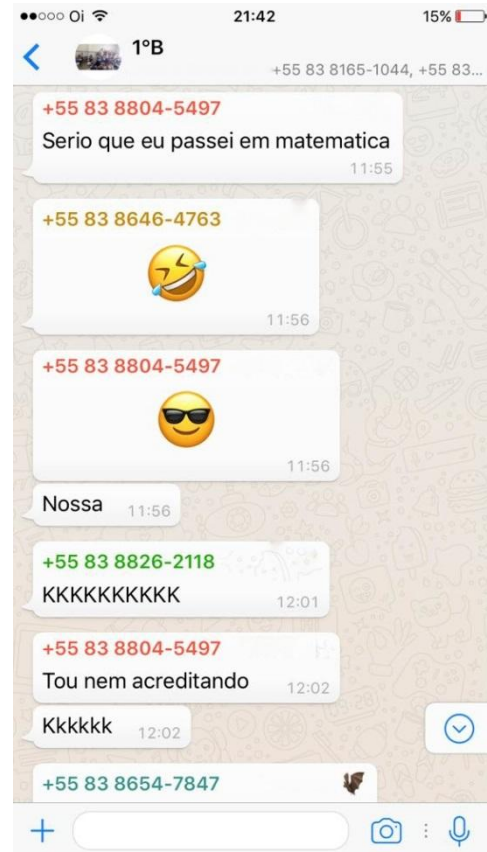 Oi 21:42 15%
1°B
+55 83 8165-1044, +55 83...
+55 83 8804-5497
Serio que eu passei em matematica
11:55
+55 83 8646-4763
11:56
+55 83 8804-5497
11:56
Nossa 11:56
+55 83 8826-2118
KKKKKKKKKK 12:01
+55 83 8804-5497
Tou nem acreditando 12:02
Kkkkkk 12:02
+55 83 8654-7847